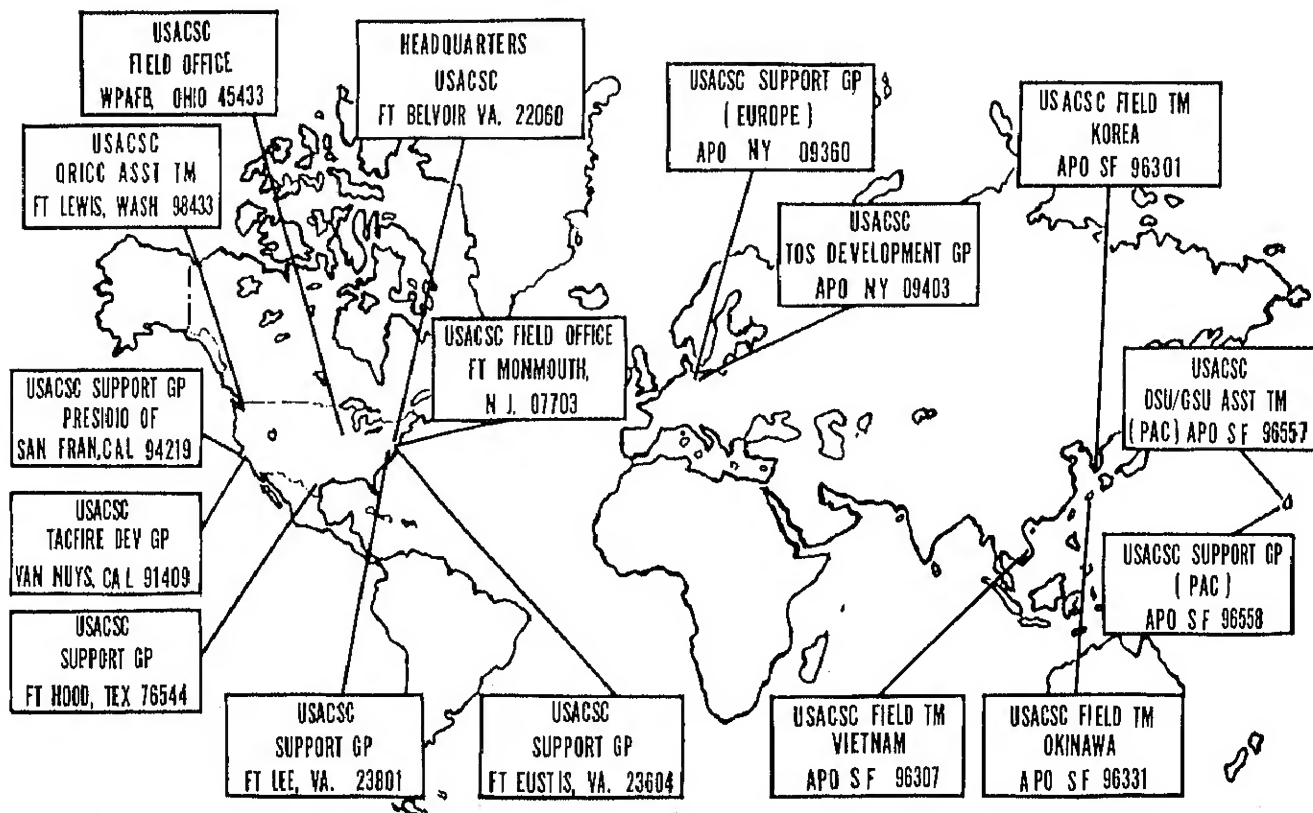 USACSC
FIELD OFFICE
WPAFB, OHIO 45433
HEADQUARTERS
USACSC
FT BELVOIR VA. 22060
USACSC SUPPORT GP
(EUROPE)
APO NY 09360
USACSC FIELD TM
KOREA
APO SF 96301
USACSC
QRICC ASST TM
FT LEWIS, WASH 98433
USACSC
TOS DEVELOPMENT GP
APO NY 09403
USACSC FIELD OFFICE
FT MONMOUTH,
N J. 07703
USACSC SUPPORT GP
PRESIDIO OF
SAN FRAN, CAL 94219
USACSC
DSU/GSU ASST TM
(PAC) APO SF 96557
USACSC
TACFIRE DEV GP
VAN NUYS, CAL 91409
USACSC SUPPORT GP
(PAC)
APO SF 96558
USACSC
SUPPORT GP
FT HOOD, TEX 76544
USACSC
SUPPORT GP
FT LEE, VA. 23801
USACSC
SUPPORT GP
FT EUSTIS, VA. 23604
USACSC FIELD TM
VIETNAM
APO SF 96307
USACSC FIELD TM
OKINAWA
APO SF 96331